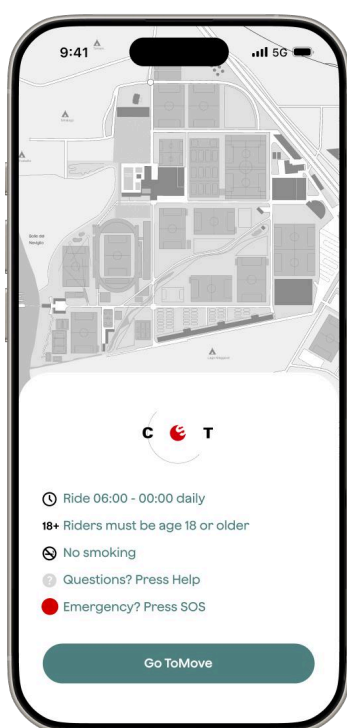 9:41
5G
C T
Ride 06:00 - 00:00 daily
18+ Riders must be age 18 or older
No smoking
? Questions? Press Help
Emergency? Press SOS
Go ToMove